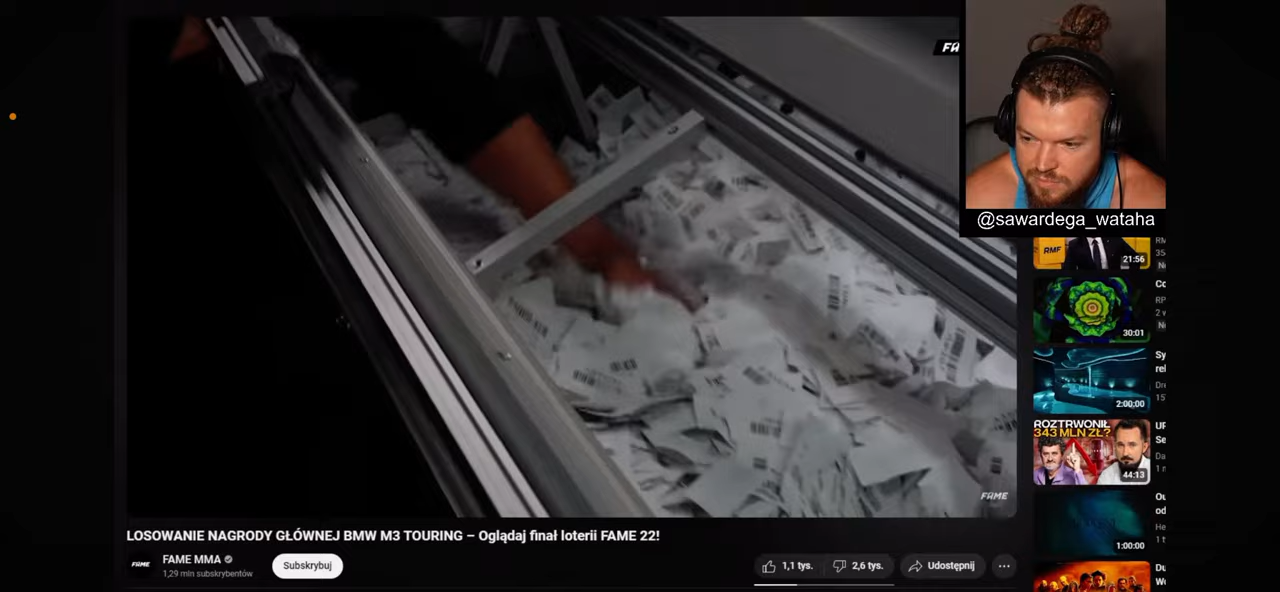 FA
@sawardega_wataha
RMF
21:56
30:01
2:00:00
ROZTRWONIŁ
343 MLN ZŁ?
44:13
1:00:00
FAME
LOSOWANIE NAGRODY GŁÓWNEJ BMW M3 TOURING – Oglądaj finał loterii FAME 22!
FAME
FAME MMA
1,29 mln subskrybentów
Subskrybuj
1,1 tys.
2,6 tys.
Udostępnij